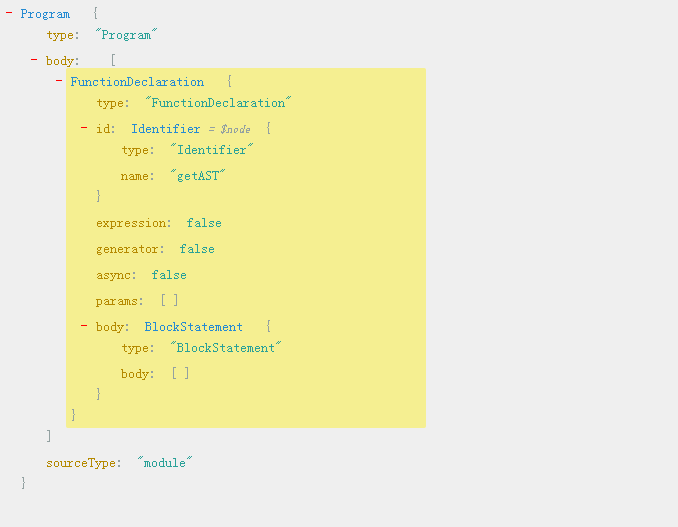 - Program {
type: "Program"
- body: [
- FunctionDeclaration {
type: "FunctionDeclaration"
- id: Identifier = $node {
type: "Identifier"
name: "getAST"
}
expression: false
generator: false
async: false
params: [ ]
- body: BlockStatement {
type: "BlockStatement"
body: [ ]
}
}
]
sourceType: "module"
}